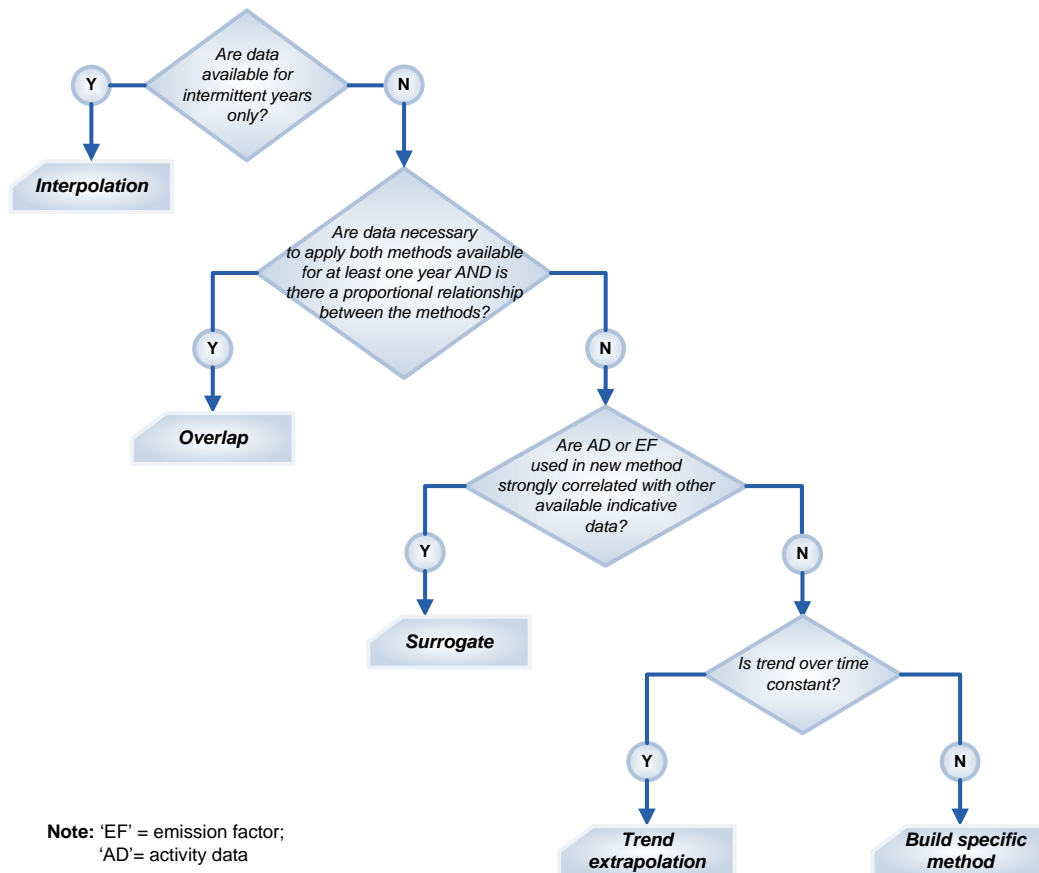 Are data
available for
intermittent years
only?
Y
N
Interpolation
Are data necessary
to apply both methods available
for at least one year AND is
there a proportional relationship
between the methods?
Y
N
Overlap
Are AD or EF
used in new method
strongly correlated with other
available indicative
data?
Y
N
Surrogate
Is trend over time
constant?
Y
N
Trend
extrapolation
Build specific
method
Note: ‘EF’ = emission factor;
‘AD’= activity data